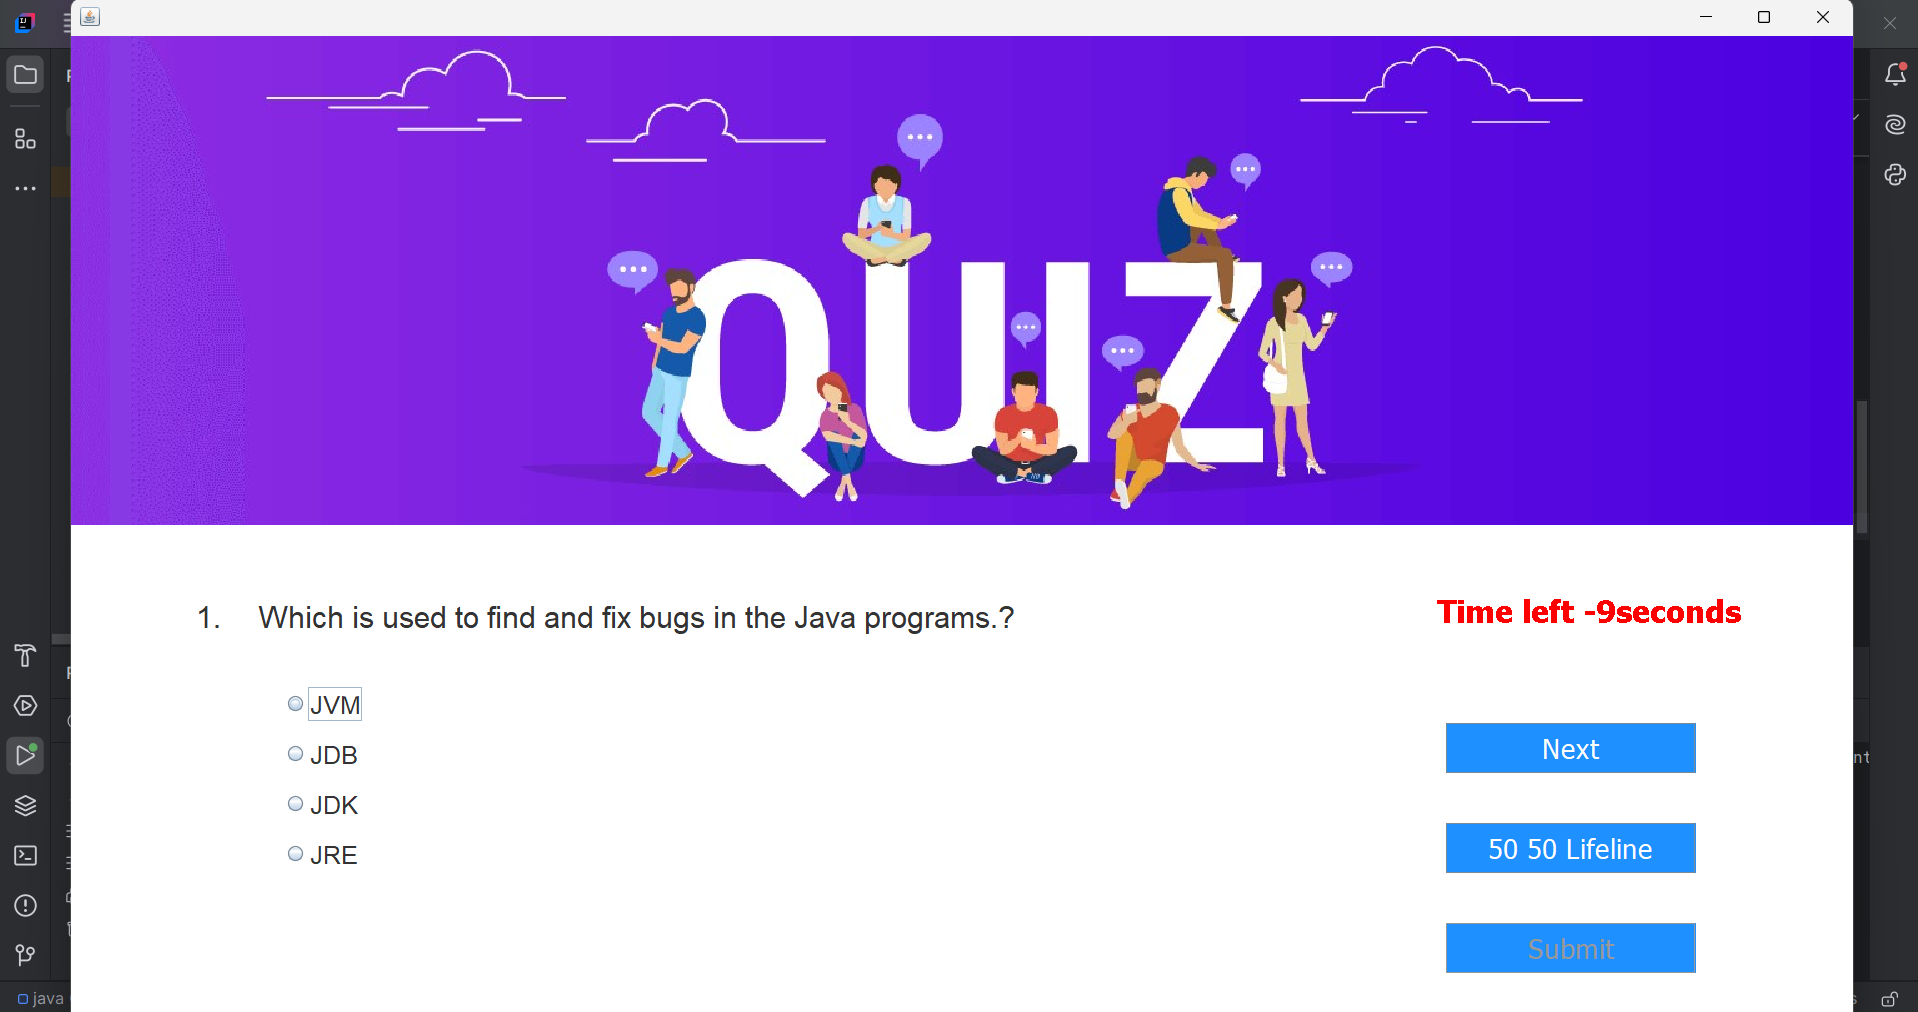 QUIZ
1. Which is used to find and fix bugs in the Java programs.?
Time left -9seconds
JVM
JDB
JDK
JRE
Next
50 50 Lifeline
Submit
java